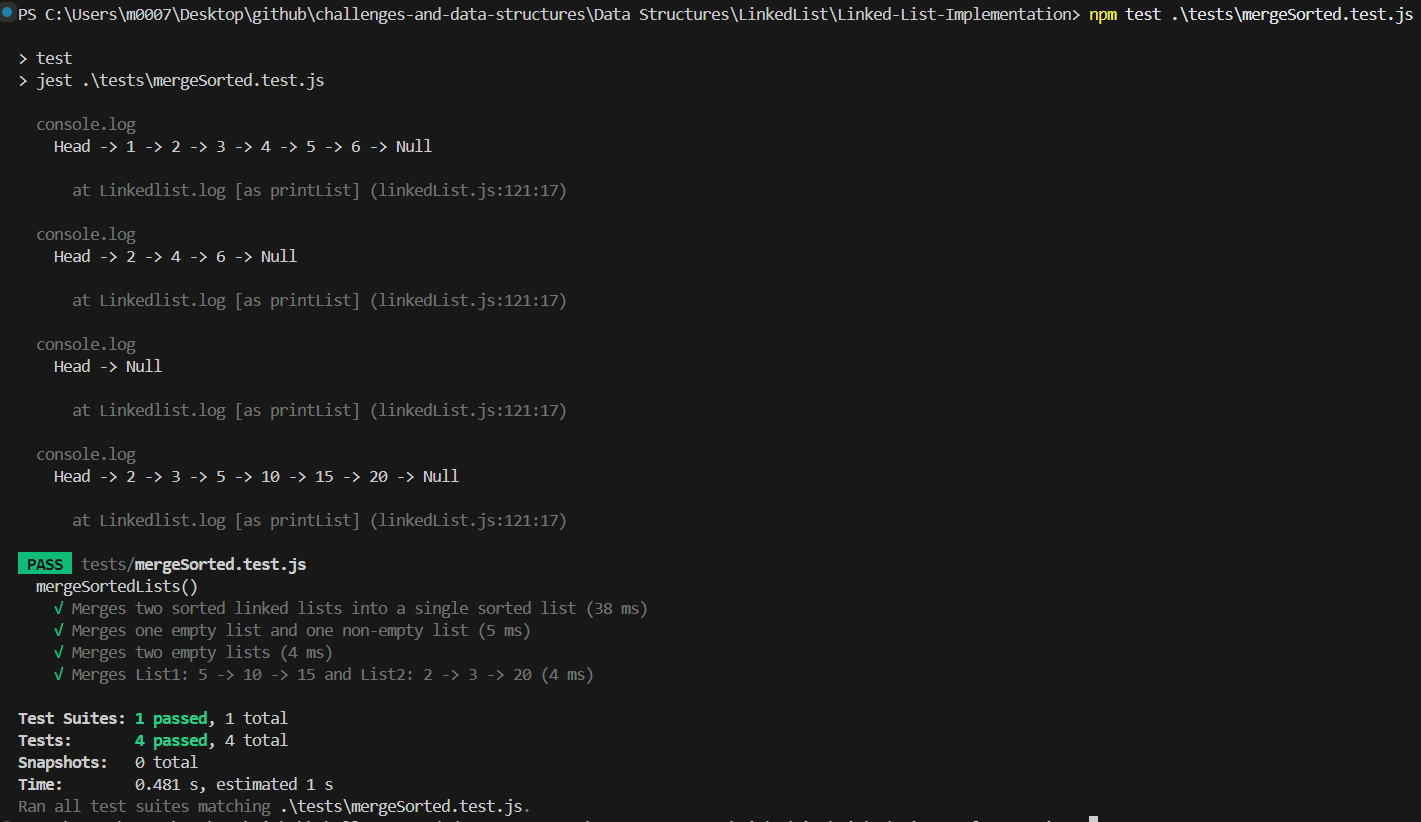 PS C:\Users\m0007\Desktop\github\challenges-and-data-structures\Data Structures\LinkedList\Linked-List-Implementation> npm test .\tests\mergeSorted.test.js
> test
> jest .\tests\mergeSorted.test.js
console.log
Head -> 1 -> 2 -> 3 -> 4 -> 5 -> 6 -> Null
at Linkedlist.log [as printList] (linkedList.js:121:17)
console.log
Head -> 2 -> 4 -> 6 -> Null
at Linkedlist.log [as printList] (linkedList.js:121:17)
console.log
Head -> Null
at Linkedlist.log [as printList] (linkedList.js:121:17)
console.log
Head -> 2 -> 3 -> 5 -> 10 -> 15 -> 20 -> Null
at Linkedlist.log [as printList] (linkedList.js:121:17)
PASS tests/mergeSorted.test.js
mergeSortedLists()
√ Merges two sorted linked lists into a single sorted list (38 ms)
√ Merges one empty list and one non-empty list (5 ms)
√ Merges two empty lists (4 ms)
√ Merges List1: 5 -> 10 -> 15 and List2: 2 -> 3 -> 20 (4 ms)
Test Suites: 1 passed, 1 total
Tests: 4 passed, 4 total
Snapshots: 0 total
Time: 0.481 s, estimated 1 s
Ran all test suites matching .\tests\mergeSorted.test.js.